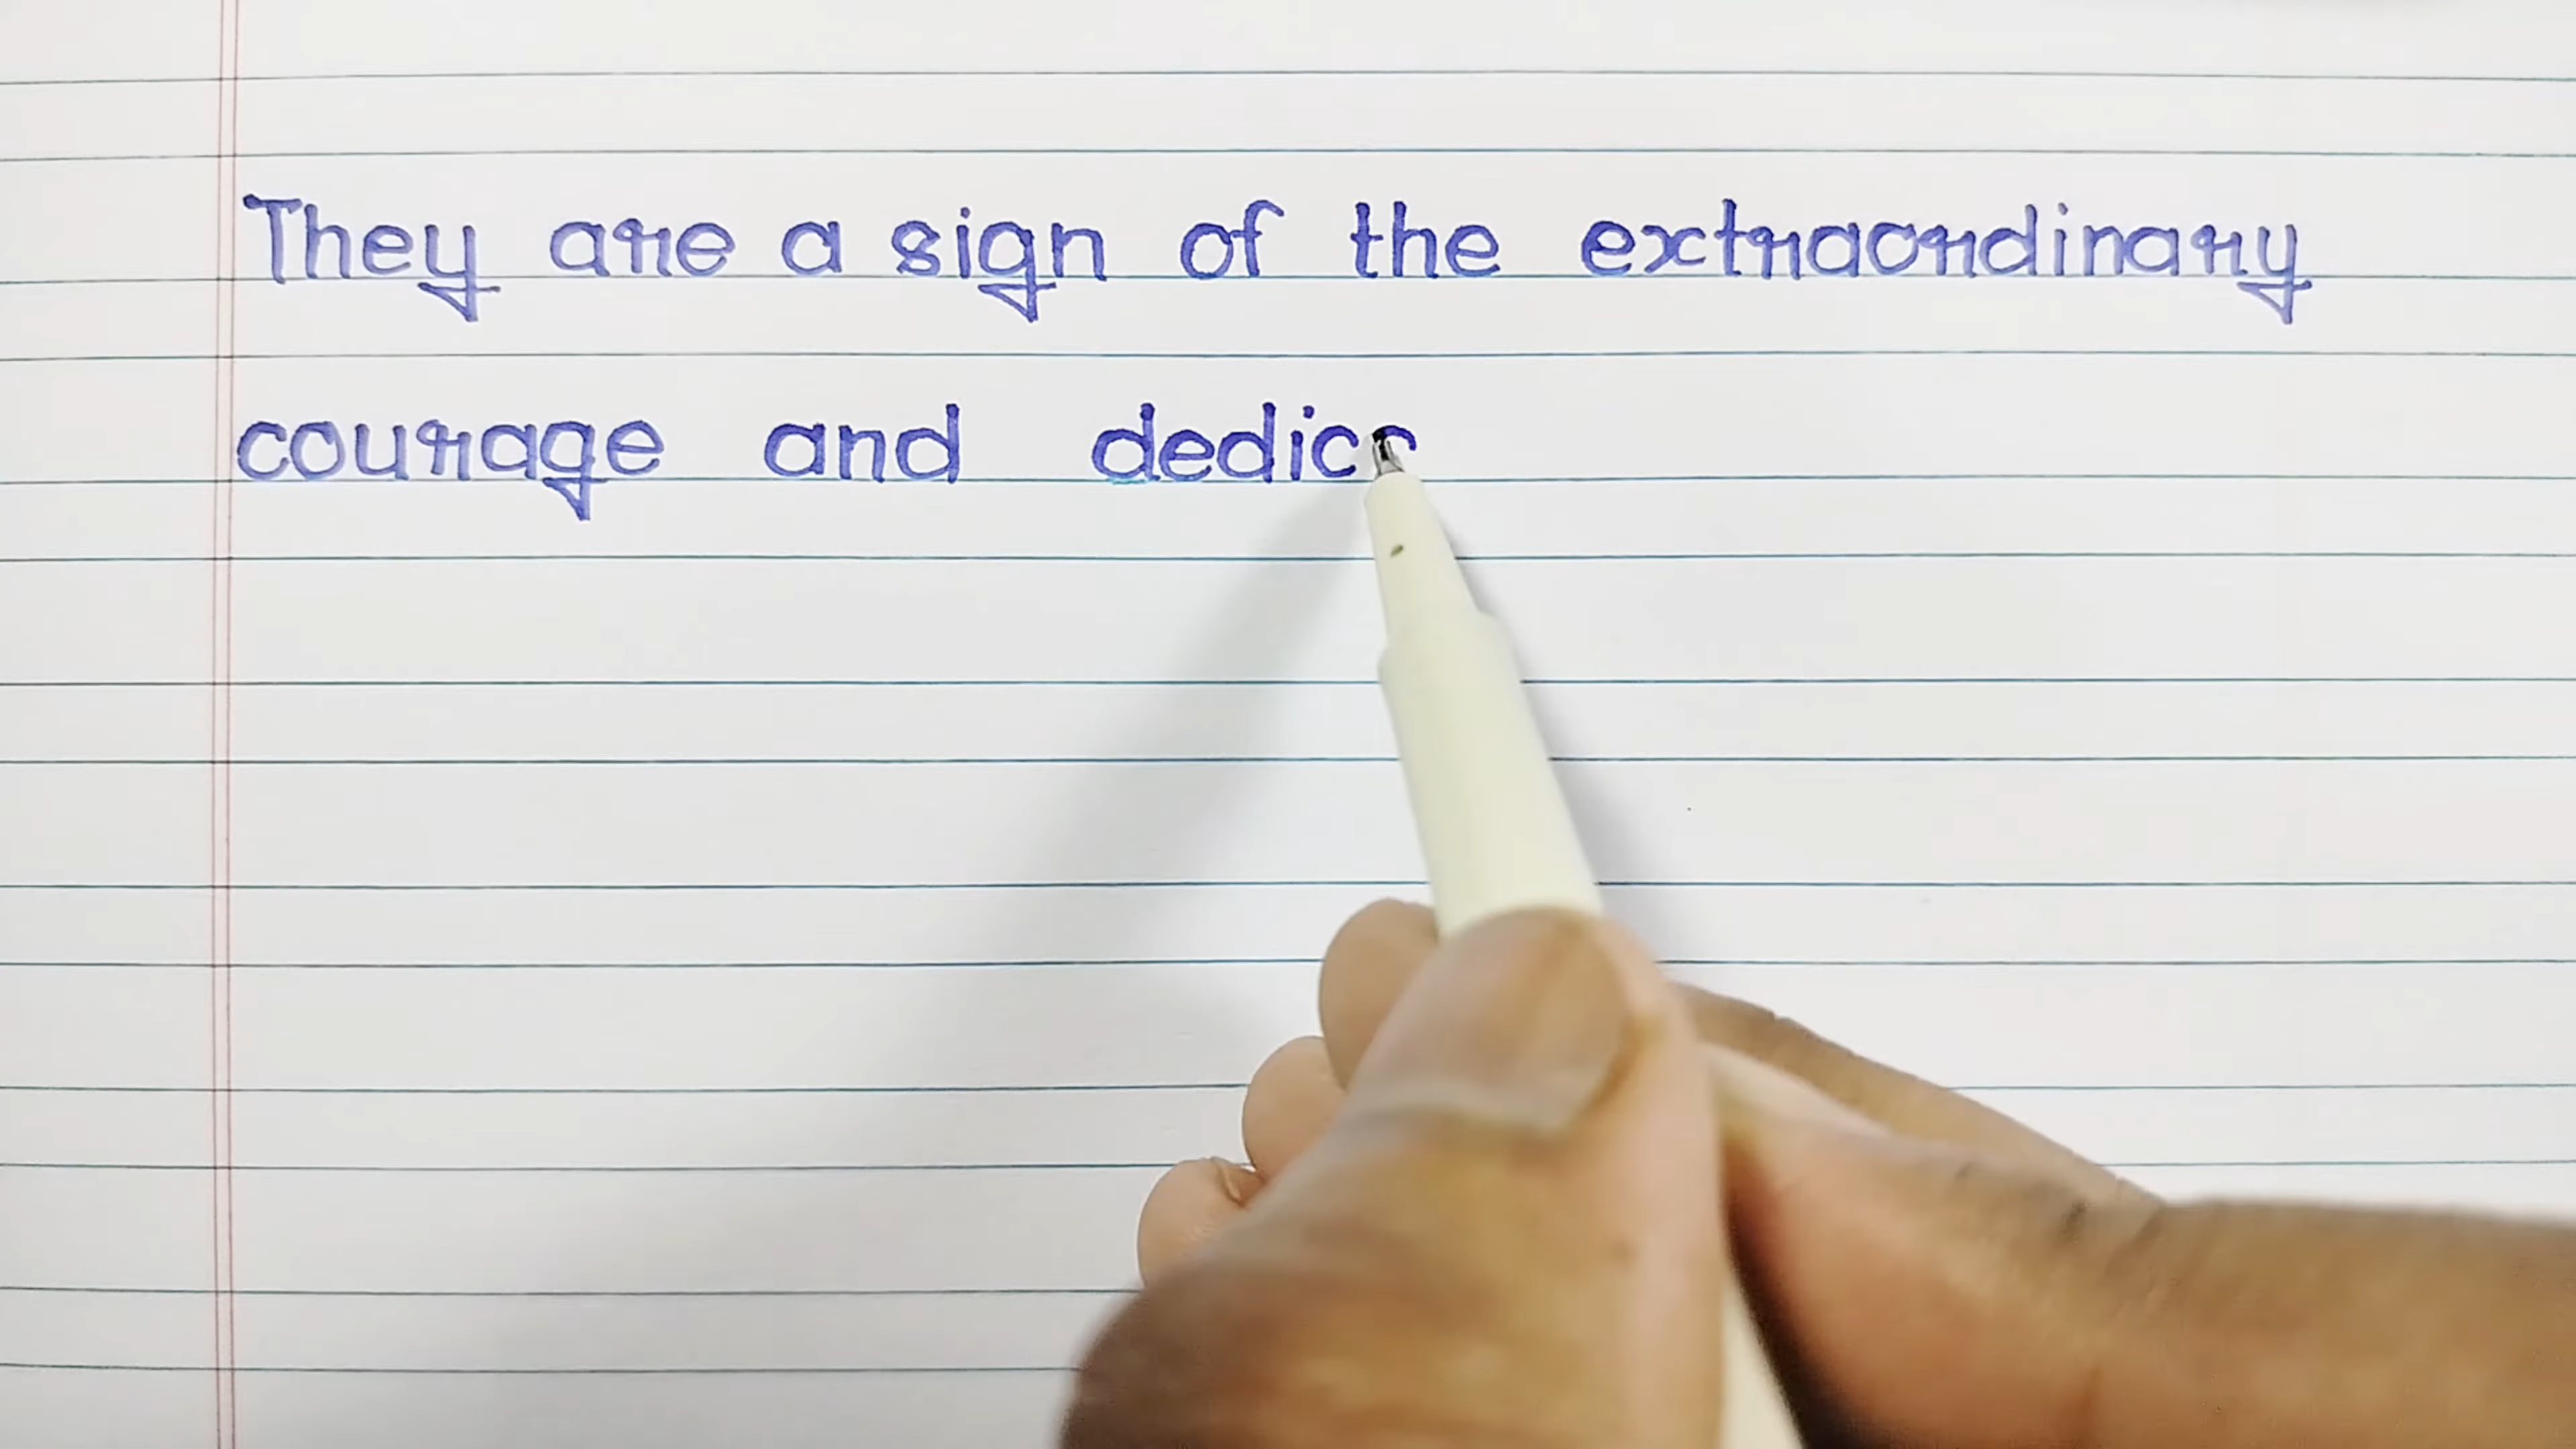 They are a sign of the extraordinary
courage and dedic